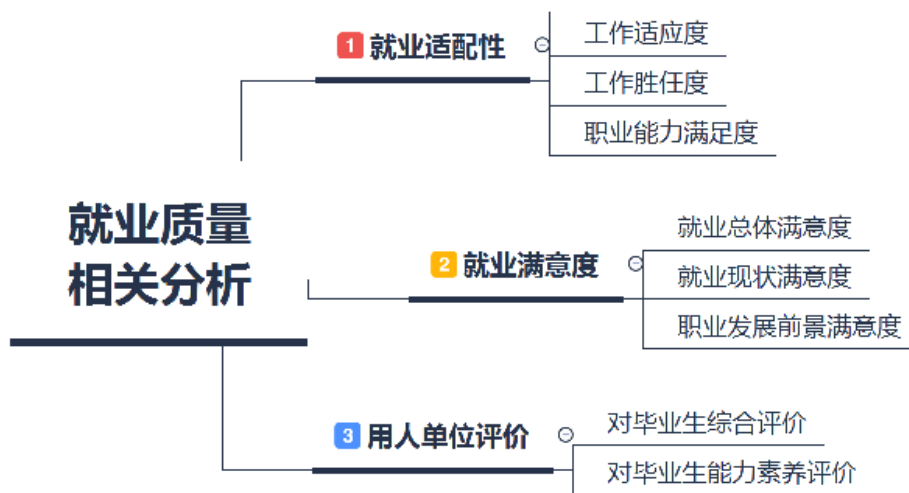 就业质量
相关分析
1 就业适配性
工作适应度
工作胜任度
职业能力满足度
2 就业满意度
就业总体满意度
就业现状满意度
职业发展前景满意度
3 用人单位评价
对毕业生综合评价
对毕业生能力素养评价